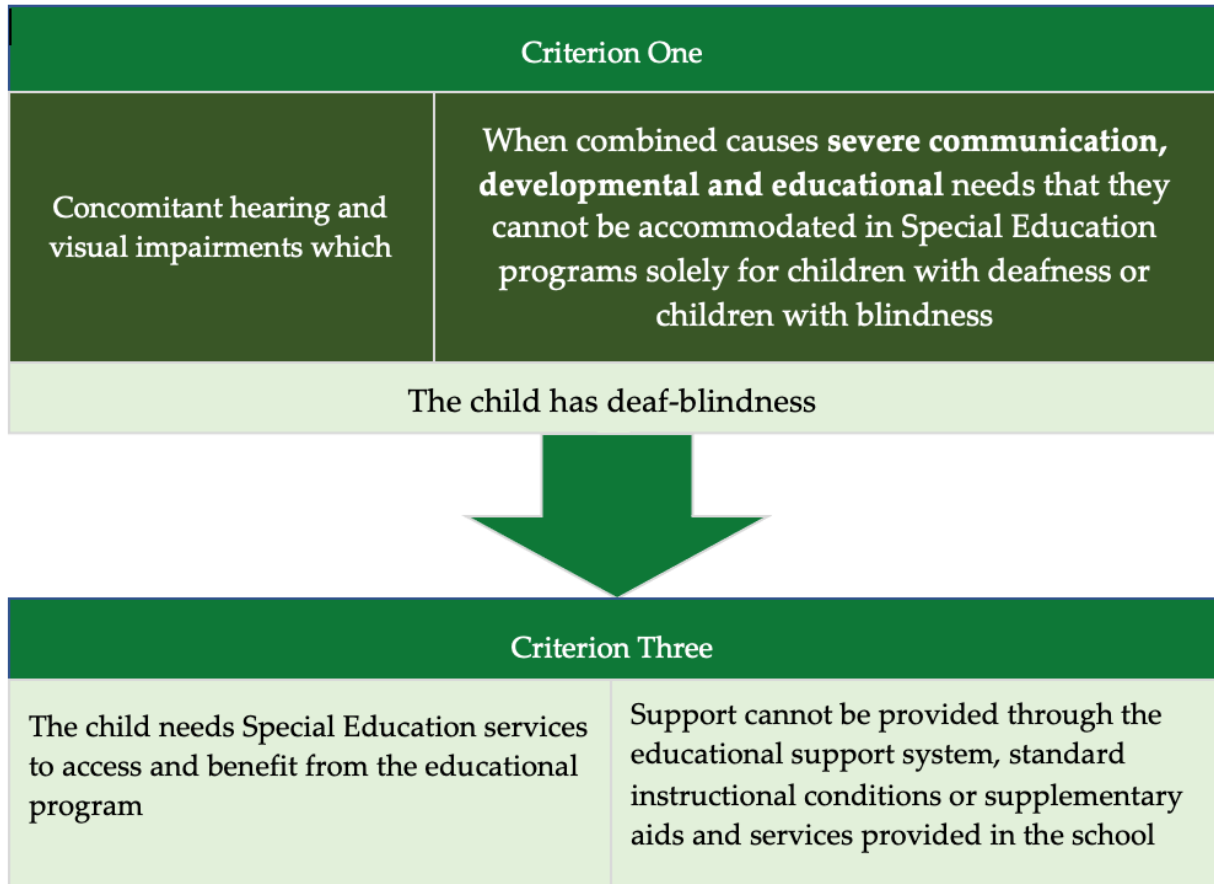 Criterion One
Concomitant hearing and
visual impairments which
When combined causes severe communication,
developmental and educational needs that they
cannot be accommodated in Special Education
programs solely for children with deafness or
children with blindness
The child has deaf-blindness
Criterion Three
The child needs Special Education services
to access and benefit from the educational
program
Support cannot be provided through the
educational support system, standard
instructional conditions or supplementary
aids and services provided in the school